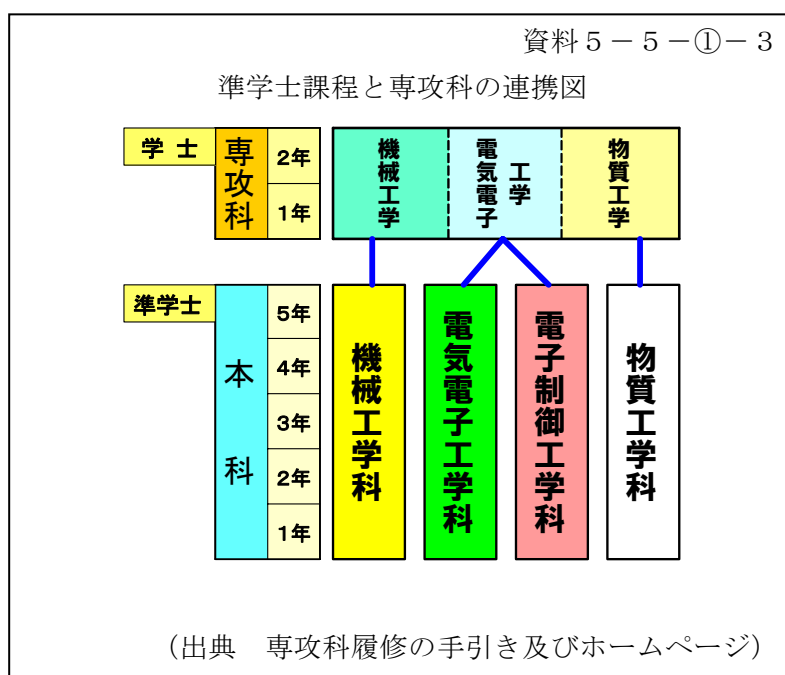 資料5-5-①-3
準学士課程と専攻科の連携図
学 士
専攻科
2年
1年
機械工学
電気電子
工学
物質工学
準学士
本科
5年
4年
3年
2年
1年
機械工学科
電気電子工学科
電子制御工学科
物質工学科
(出典　専攻科履修の手引き及びホームページ)